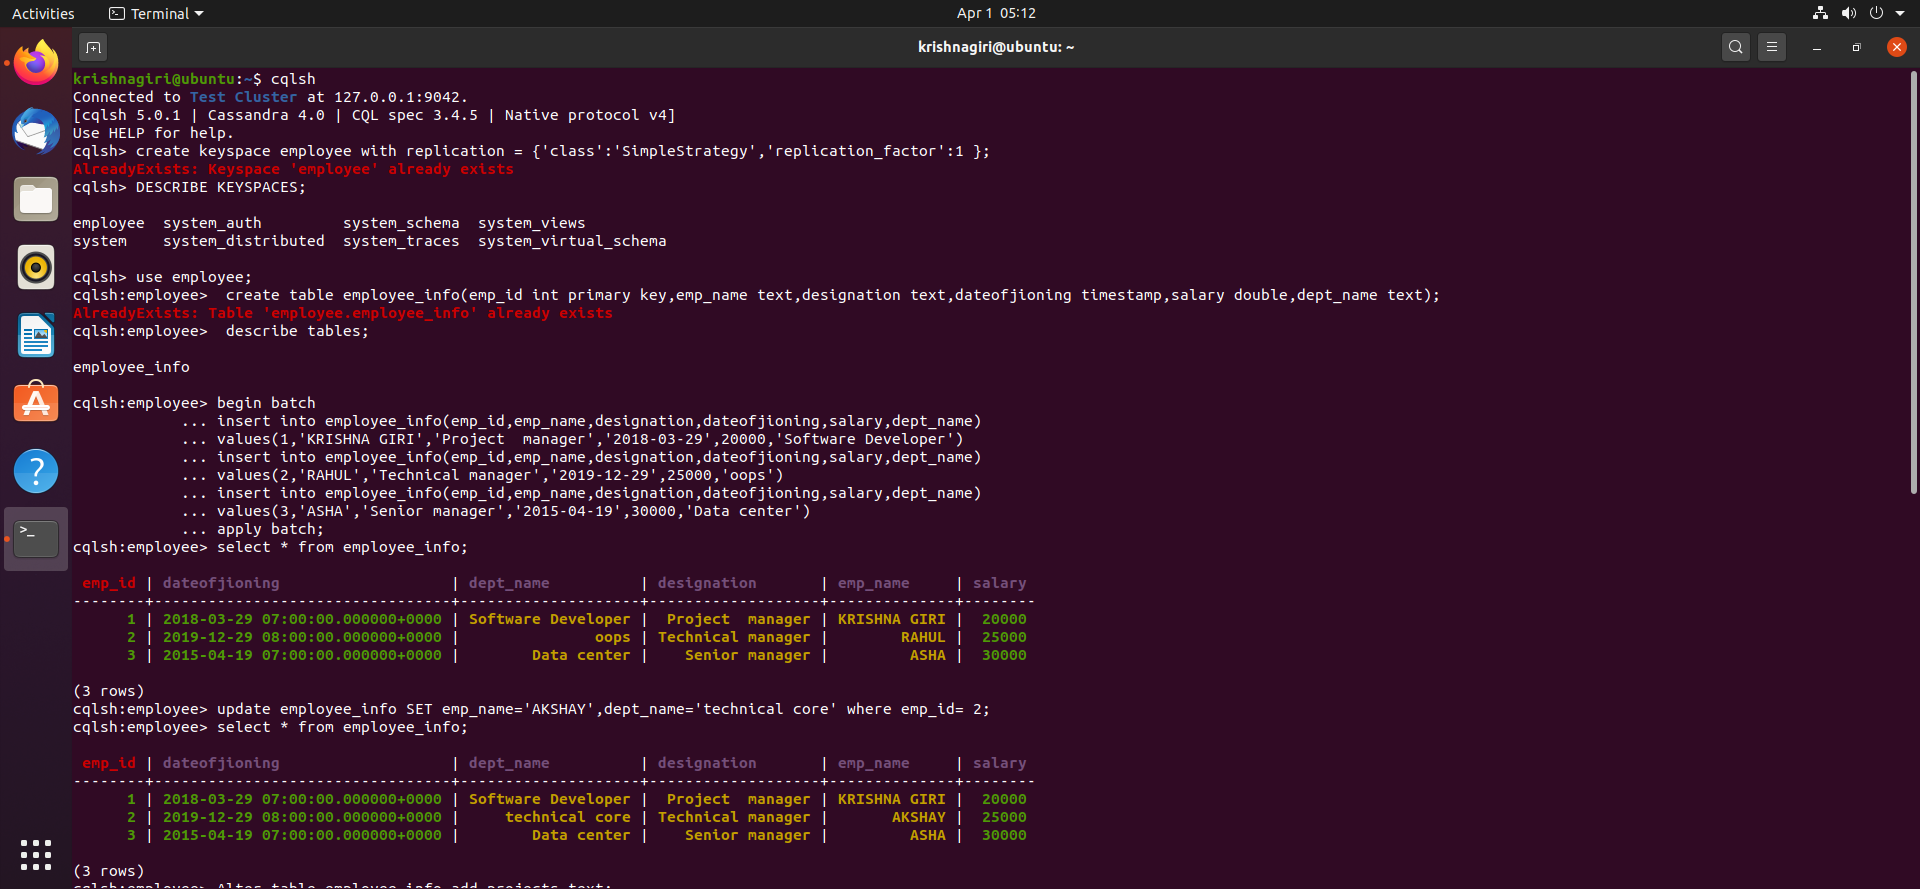 Activities Terminal Apr 1 05:12
krishnagiri@ubuntu: ~
krishnagiri@ubuntu:~$ cqlsh
Connected to Test Cluster at 127.0.0.1:9042.
[cqlsh 5.0.1 | Cassandra 4.0 | CQL spec 3.4.5 | Native protocol v4]
Use HELP for help.
cqlsh> create keyspace employee with replication = {'class':'SimpleStrategy','replication_factor':1 };
AlreadyExists: Keyspace 'employee' already exists
cqlsh> DESCRIBE KEYSPACES;
employee  system_auth         system_schema  system_views
system    system_distributed  system_traces  system_virtual_schema
cqlsh> use employee;
cqlsh:employee>  create table employee_info(emp_id int primary key,emp_name text,designation text,dateofjioning timestamp,salary double,dept_name text);
AlreadyExists: Table 'employee.employee_info' already exists
cqlsh:employee>  describe tables;
employee_info
cqlsh:employee> begin batch
            ... insert into employee_info(emp_id,emp_name,designation,dateofjioning,salary,dept_name)
            ... values(1,'KRISHNA GIRI','Project  manager','2018-03-29',20000,'Software Developer')
            ... insert into employee_info(emp_id,emp_name,designation,dateofjioning,salary,dept_name)
            ... values(2,'RAHUL','Technical manager','2019-12-29',25000,'oops')
            ... insert into employee_info(emp_id,emp_name,designation,dateofjioning,salary,dept_name)
            ... values(3,'ASHA','Senior manager','2015-04-19',30000,'Data center')
            ... apply batch;
cqlsh:employee> select * from employee_info;
 emp_id | dateofjioning                   | dept_name          | designation       | emp_name     | salary
--------+---------------------------------+--------------------+-------------------+--------------+--------
      1 | 2018-03-29 07:00:00.000000+0000 | Software Developer |  Project  manager | KRISHNA GIRI |  20000
      2 | 2019-12-29 08:00:00.000000+0000 |               oops | Technical manager |        RAHUL |  25000
      3 | 2015-04-19 07:00:00.000000+0000 |        Data center |    Senior manager |         ASHA |  30000
(3 rows)
cqlsh:employee> update employee_info SET emp_name='AKSHAY',dept_name='technical core' where emp_id= 2;
cqlsh:employee> select * from employee_info;
 emp_id | dateofjioning                   | dept_name          | designation       | emp_name     | salary
--------+---------------------------------+--------------------+-------------------+--------------+--------
      1 | 2018-03-29 07:00:00.000000+0000 | Software Developer |  Project  manager | KRISHNA GIRI |  20000
      2 | 2019-12-29 08:00:00.000000+0000 |     technical core | Technical manager |       AKSHAY |  25000
      3 | 2015-04-19 07:00:00.000000+0000 |        Data center |    Senior manager |         ASHA |  30000
(3 rows)
cqlsh:employee> Alter table employee_info add projects text;